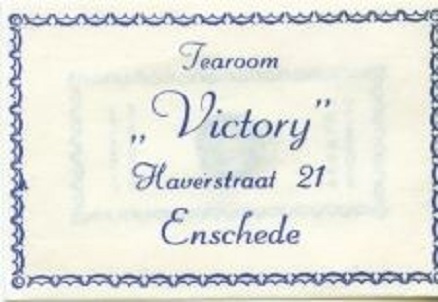 Tearoom
„Victory”
Haverstraat 21
Enschede